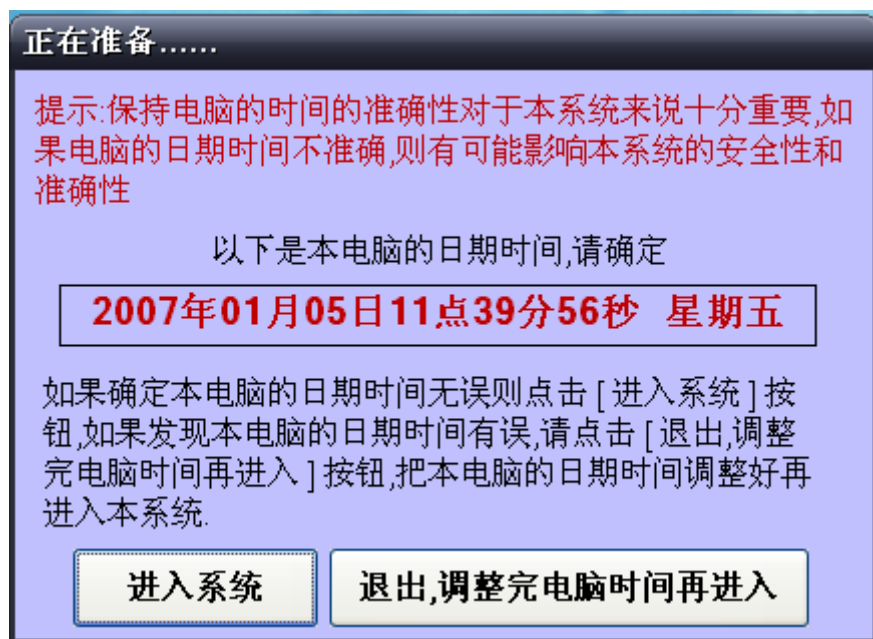 正在准备......
提示:保持电脑的时间的准确性对于本系统来说十分重要,如
果电脑的日期时间不准确,则有可能影响本系统的安全性和
准确性
以下是本电脑的日期时间,请确定
2007年01月05日11点39分56秒 星期五
如果确定本电脑的日期时间无误则点击 [ 进入系统 ] 按
钮,如果发现本电脑的日期时间有误,请点击 [ 退出,调整
完电脑时间再进入 ] 按钮,把本电脑的日期时间调整好再
进入本系统.
进入系统 退出,调整完电脑时间再进入